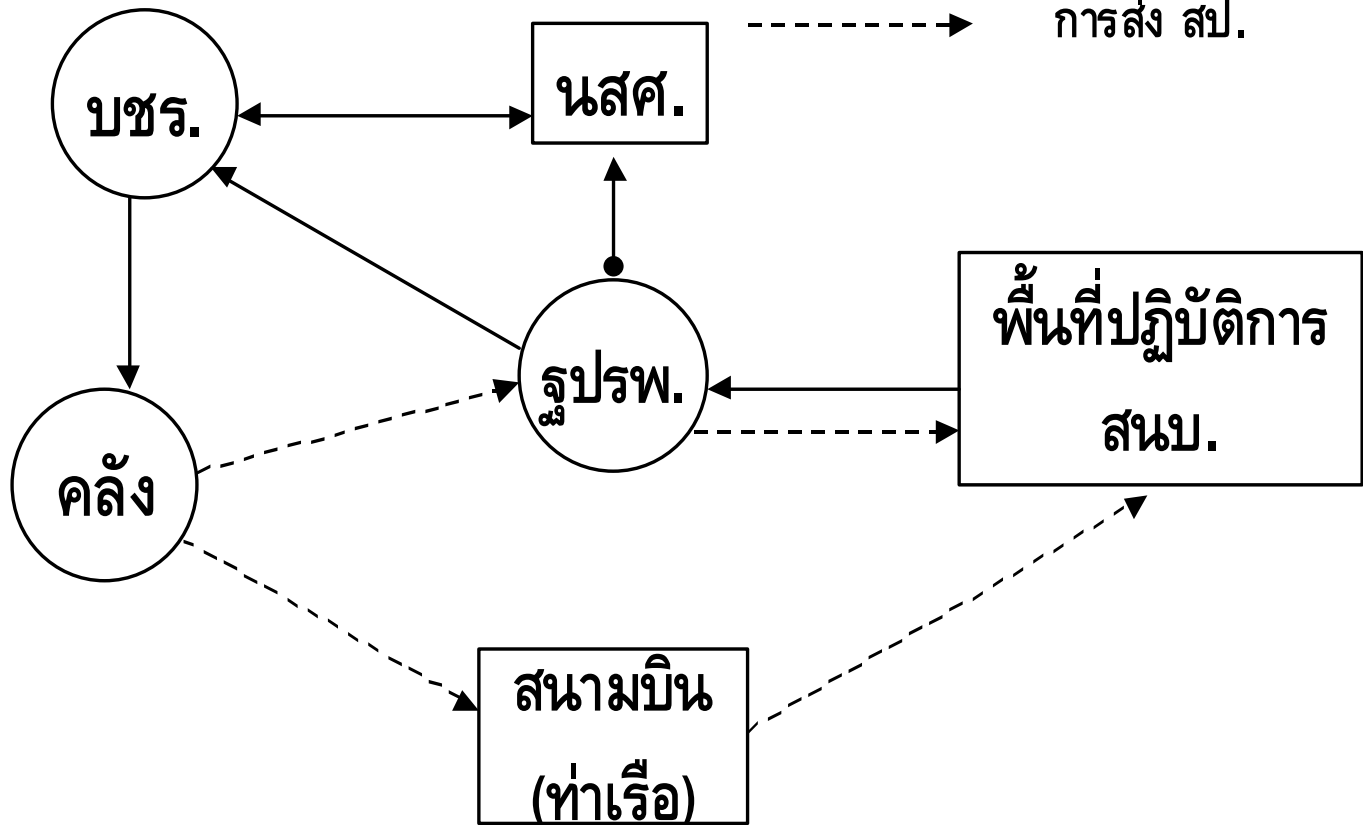 การส่ง สป.
บชร.
นสศ.
พื้นที่ปฏิบัติการ
สนบ.
ฐปรพ.
คลัง
สนามบิน
(ท่าเรือ)